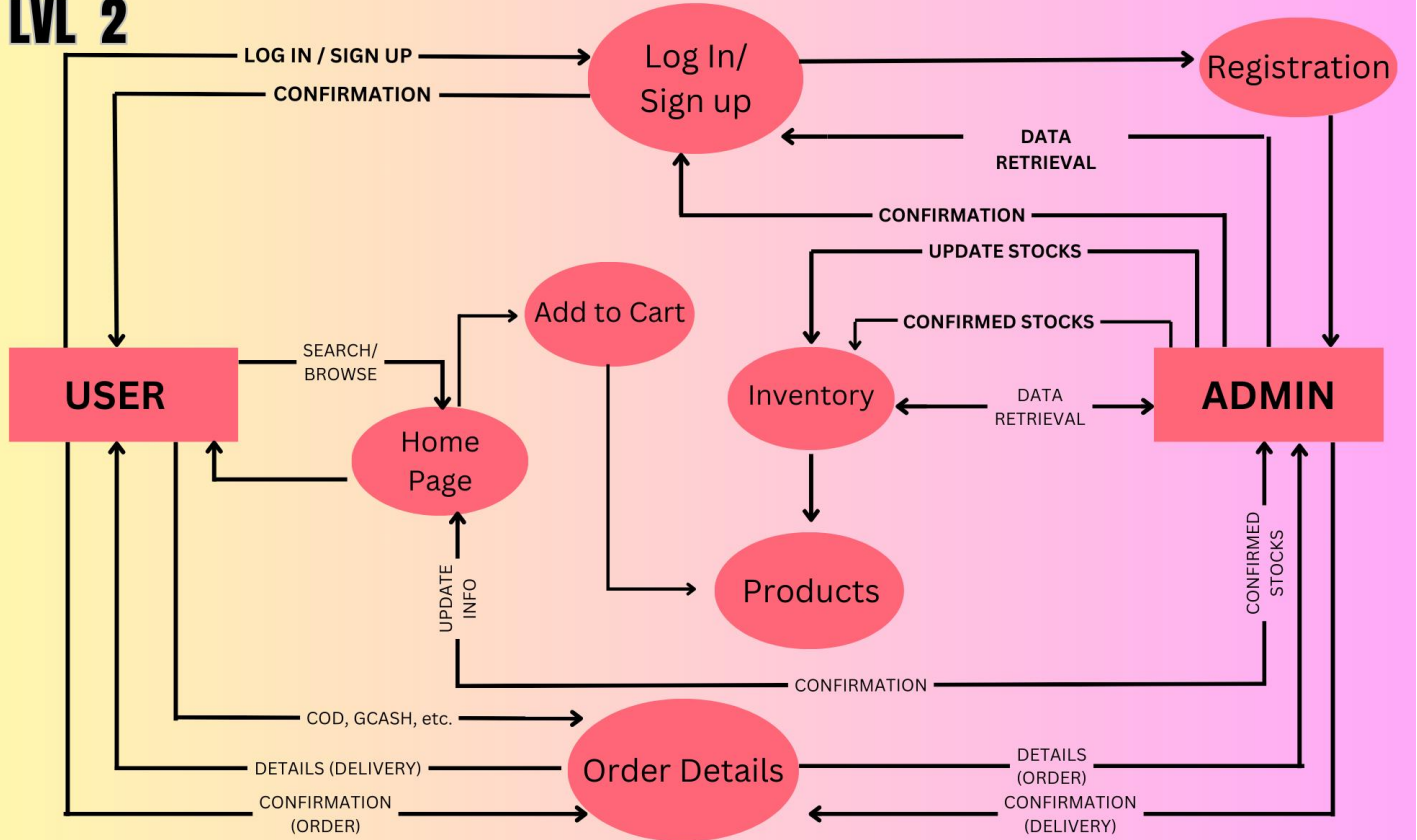 LVL 2
LOG IN / SIGN UP
CONFIRMATION
Log In/
Sign up
Registration
DATA
RETRIEVAL
CONFIRMATION
UPDATE STOCKS
CONFIRMED STOCKS
Add to Cart
SEARCH/
BROWSE
USER
Home
Page
Inventory
DATA
RETRIEVAL
ADMIN
UPDATE
INFO
Products
CONFIRMED
STOCKS
CONFIRMATION
COD, GCASH, etc.
DETAILS (DELIVERY)
CONFIRMATION
(ORDER)
Order Details
DETAILS
(ORDER)
CONFIRMATION
(DELIVERY)